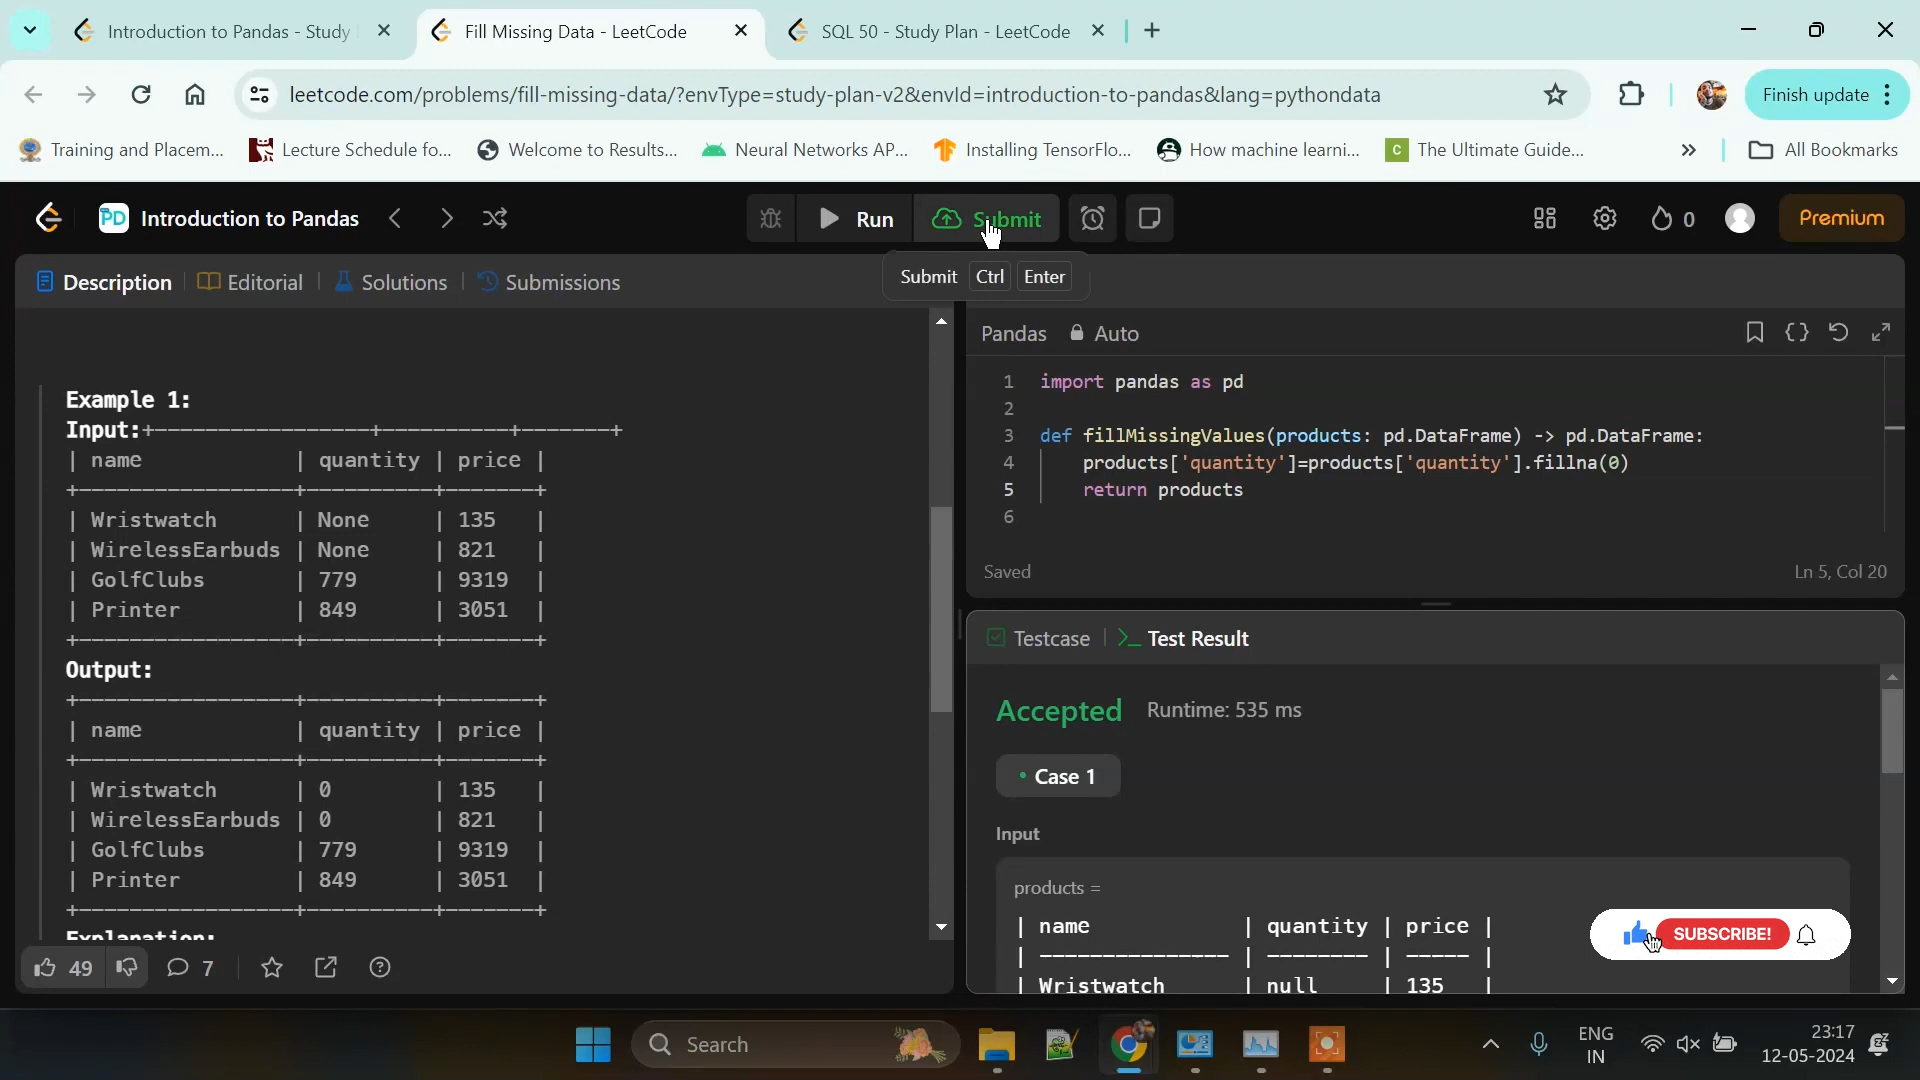 Introduction to Pandas - Study
Fill Missing Data - LeetCode
SQL 50 - Study Plan - LeetCode
leetcode.com/problems/fill-missing-data/?envType=study-plan-v2&envId=introduction-to-pandas&lang=pythondata
Finish update
Training and Placem...
Lecture Schedule fo...
Welcome to Results...
Neural Networks AP...
Installing TensorFlo...
How machine learni...
The Ultimate Guide...
»
All Bookmarks
PD Introduction to Pandas
Run
Submit
0
Premium
Description
Editorial
Solutions
Submissions
Submit Ctrl Enter
Pandas
Auto
1 import pandas as pd
2
3 def fillMissingValues(products: pd.DataFrame) -> pd.DataFrame:
4 products['quantity']=products['quantity'].fillna(0)
5 return products
6
Saved
Ln 5, Col 20
Example 1:
Input:+-----------------+----------+-------+
| name | quantity | price |
+-----------------+----------+-------+
| Wristwatch | None | 135 |
| WirelessEarbuds | None | 821 |
| GolfClubs | 779 | 9319 |
| Printer | 849 | 3051 |
+-----------------+----------+-------+
Output:
+-----------------+----------+-------+
| name | quantity | price |
+-----------------+----------+-------+
| Wristwatch | 0 | 135 |
| WirelessEarbuds | 0 | 821 |
| GolfClubs | 779 | 9319 |
| Printer | 849 | 3051 |
+-----------------+----------+-------+
Explanation:
49
7
Testcase
>_ Test Result
Accepted Runtime: 535 ms
Case 1
Input
products =
| name | quantity | price |
| --------------- | -------- | ----- |
| Wristwatch | null | 135 |
SUBSCRIBE!
Search
ENG
IN
23:17
12-05-2024